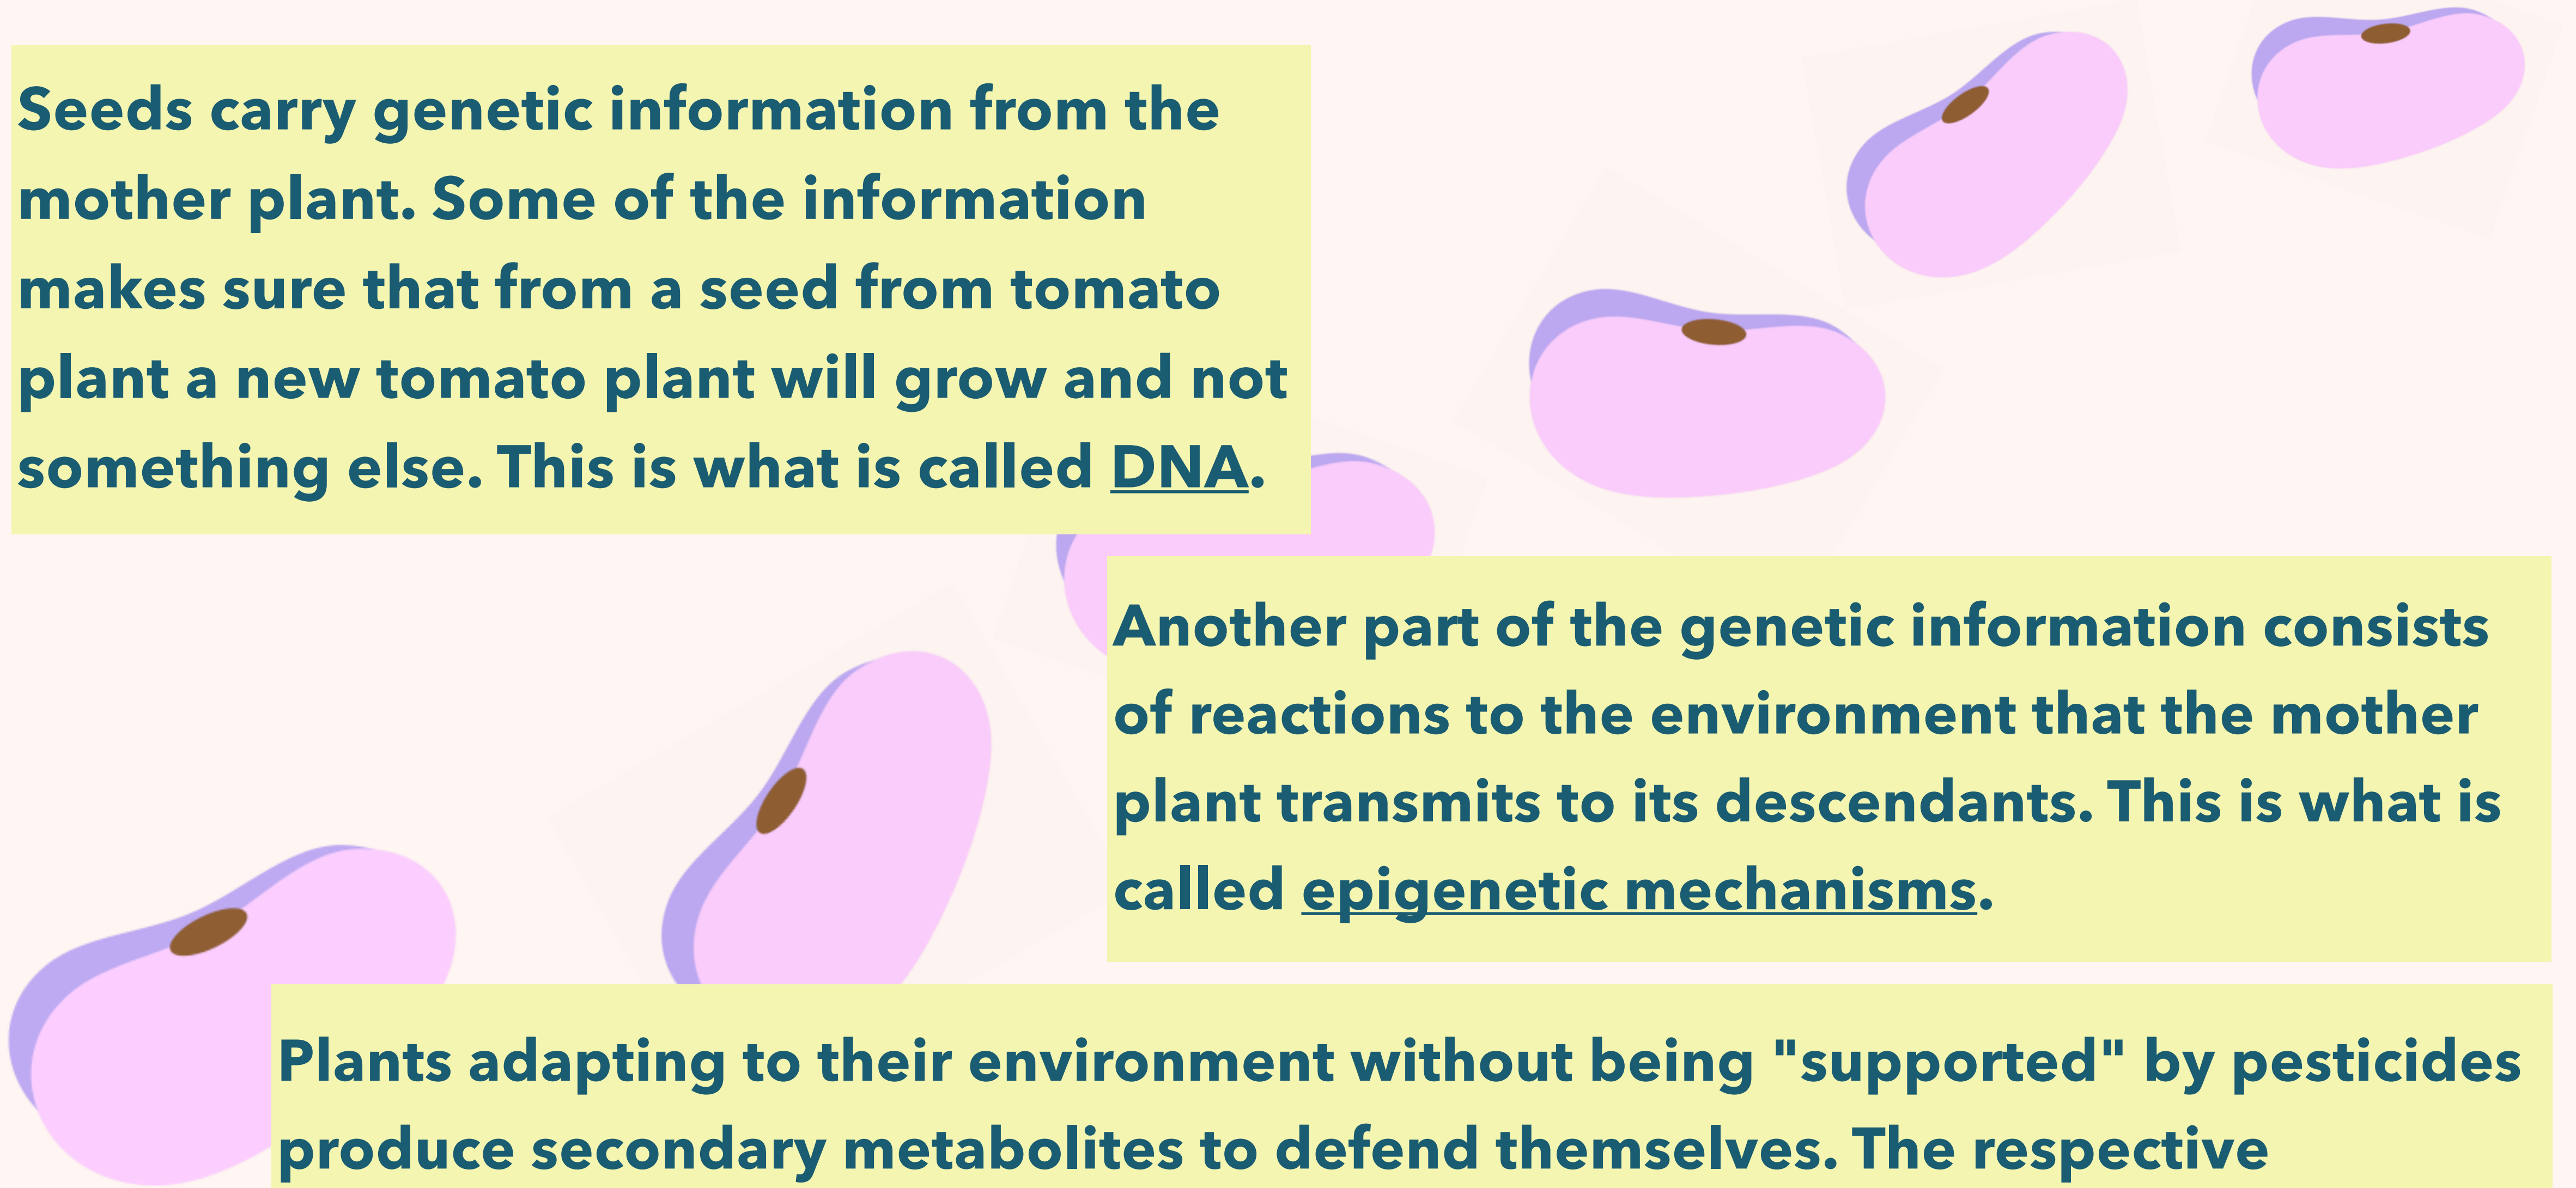 Seeds carry genetic information from the
mother plant. Some of the information
makes sure that from a seed from tomato
plant a new tomato plant will grow and not
something else. This is what is called DNA.
Another part of the genetic information consists
of reactions to the environment that the mother
plant transmits to its descendants. This is what is
called epigenetic mechanisms.
Plants adapting to their environment without being "supported" by pesticides
produce secondary metabolites to defend themselves. The respective